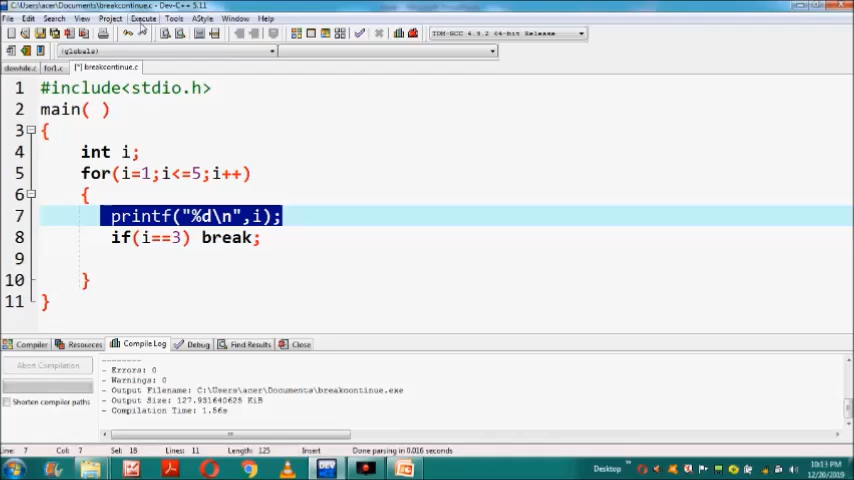 C:\Users\acer\Documents\breakcontinue.c - Dev-C++ 5.11
File Edit Search View Project Execute Tools AStyle Window Help
TDM-GCC 4.9.2 64-bit Release
(globals)
dowhile.c for1.c [*] breakcontinue.c
1 #include<stdio.h>
2 main( )
3 {
4 int i;
5 for(i=1;i<=5;i++)
6 {
7 printf("%d\n",i);
8 if(i==3) break;
9
10 }
11 }
Compiler Resources Compile Log Debug Find Results Close
Abort Compilation
Shorten compiler paths
--------
- Errors: 0
- Warnings: 0
- Output Filename: C:\Users\acer\Documents\breakcontinue.exe
- Output Size: 127.931640625 KiB
- Compilation Time: 1.56s
Line: 7 Col: 7 Sel: 18 Lines: 11 Length: 125 Insert Done parsing in 0.016 seconds
DEV
Desktop
10:13 PM
12/20/2019